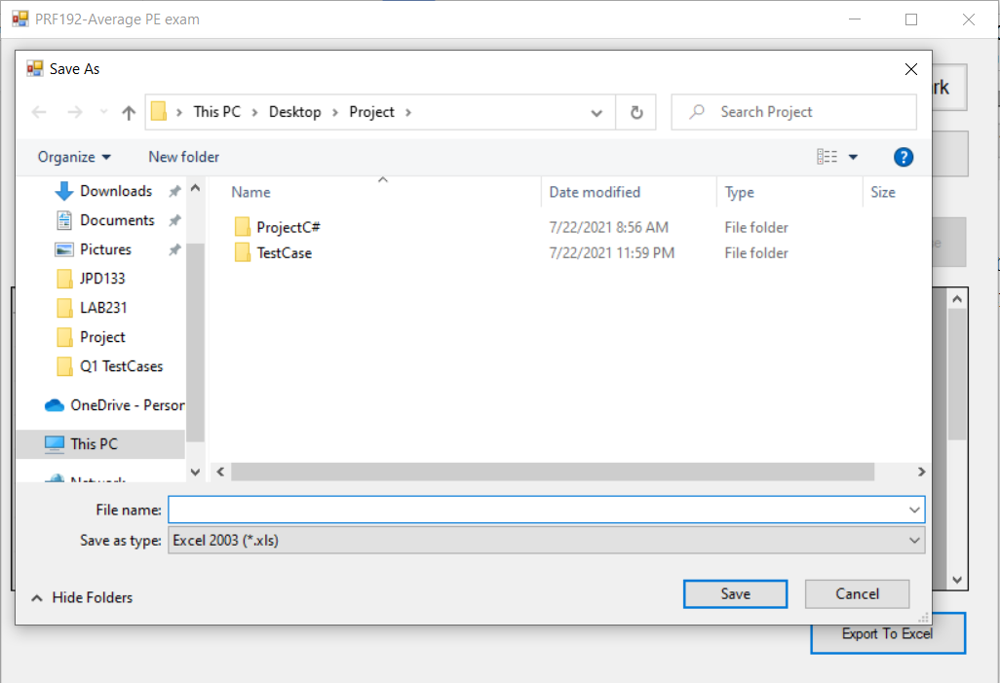 PRF192-Average PE exam
Save As
rk
This PC > Desktop > Project >
Search Project
Organize
New folder
?
Name
Date modified
Type
Size
Downloads
Documents
Pictures
JPD133
LAB231
Project
Q1 TestCases
OneDrive - Person
This PC
Network
ProjectC# 7/22/2021 8:56 AM File folder
TestCase 7/22/2021 11:59 PM File folder
e
File name:
Save as type: Excel 2003 (*.xls)
Hide Folders
Save
Cancel
Export To Excel